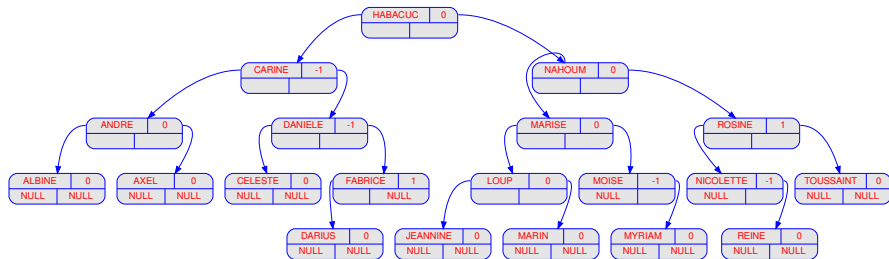 HABACUC 0
CARINE -1 NAHOUM 0
ANDRE 0 DANIELE -1 MARISE 0 ROSINE 1
ALBINE 0 AXEL 0 CELESTE 0 FABRICE 1 LOUP 0 MOISE -1 NICOLETTE -1 TOUSSAINT 0
NULL NULL NULL NULL NULL NULL NULL NULL NULL NULL NULL
DARIUS 0 JEANNINE 0 MARIN 0 MYRIAM 0 REINE 0
NULL NULL NULL NULL NULL NULL NULL NULL NULL NULL